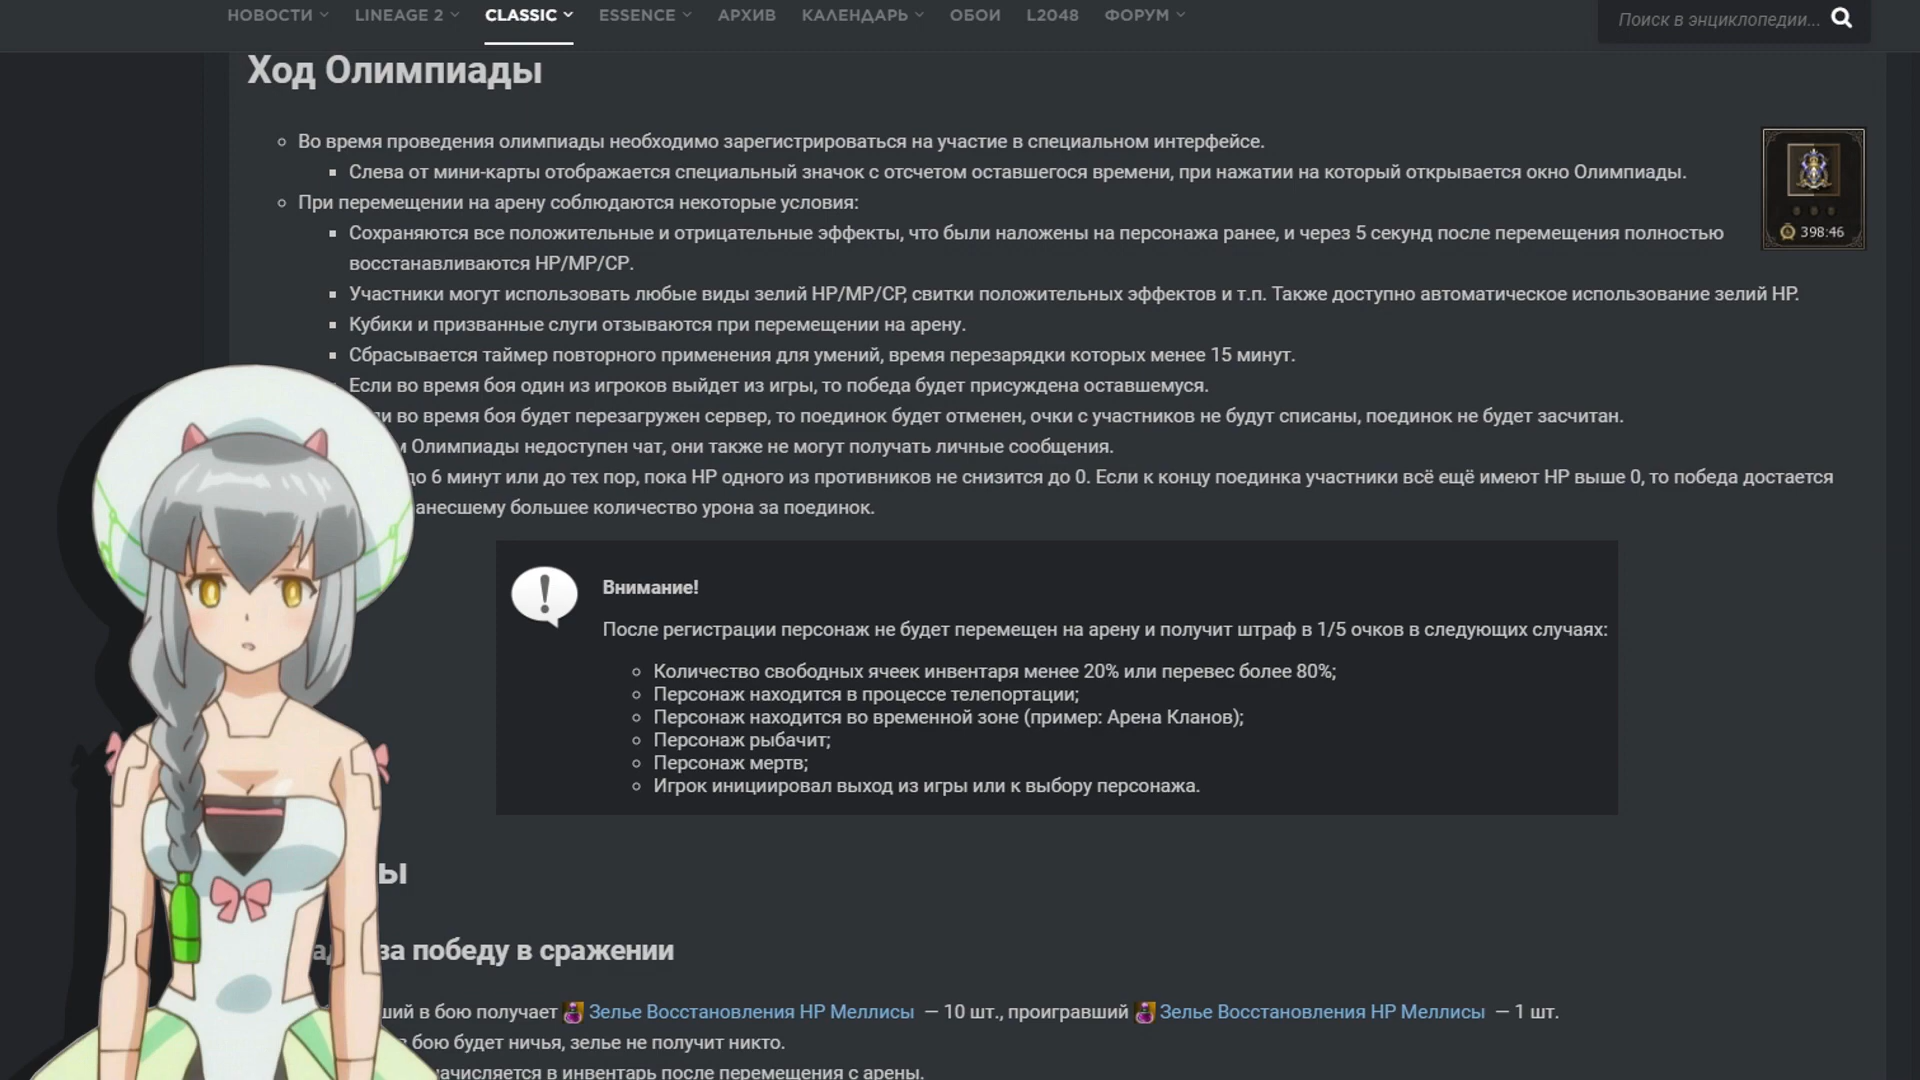 НОВОСТИ LINEAGE 2 CLASSIC ESSENCE АРХИВ КАЛЕНДАРЬ ОБОИ L2048 ФОРУМ Поиск в энциклопедии...
Ход Олимпиады
Во время проведения олимпиады необходимо зарегистрироваться на участие в специальном интерфейсе.
Слева от мини-карты отображается специальный значок с отсчетом оставшегося времени, при нажатии на который открывается окно Олимпиады.
При перемещении на арену соблюдаются некоторые условия:
Сохраняются все положительные и отрицательные эффекты, что были наложены на персонажа ранее, и через 5 секунд после перемещения полностью
398:46
восстанавливаются HP/MP/CP.
Участники могут использовать любые виды зелий HP/MP/CP, свитки положительных эффектов и т.п. Также доступно автоматическое использование зелий HP.
Кубики и призванные слуги отзываются при перемещении на арену.
Сбрасывается таймер повторного применения для умений, время перезарядки которых менее 15 минут.
Если во время боя один из игроков выйдет из игры, то победа будет присуждена оставшемуся.
во время боя будет перезагружен сервер, то поединок будет отменен, очки с участников не будут списаны, поединок не будет засчитан.
Олимпиады недоступен чат, они также не могут получать личные сообщения.
до 6 минут или до тех пор, пока HP одного из противников не снизится до 0. Если к концу поединка участники всё ещё имеют HP выше 0, то победа достается
большее количество урона за поединок.
Внимание!
После регистрации персонаж не будет перемещен на арену и получит штраф в 1/5 очков в следующих случаях:
Количество свободных ячеек инвентаря менее 20% или перевес более 80%;
Персонаж находится в процессе телепортации;
Персонаж находится во временной зоне (пример: Арена Кланов);
Персонаж рыбачит;
Персонаж мертв;
Игрок инициировал выход из игры или к выбору персонажа.
за победу в сражении
в бою получает Зелье Восстановления HP Меллисы — 10 шт., проигравший Зелье Восстановления HP Меллисы — 1 шт.
бою будет ничья, зелье не получит никто.
в инвентарь после перемещения с арены.